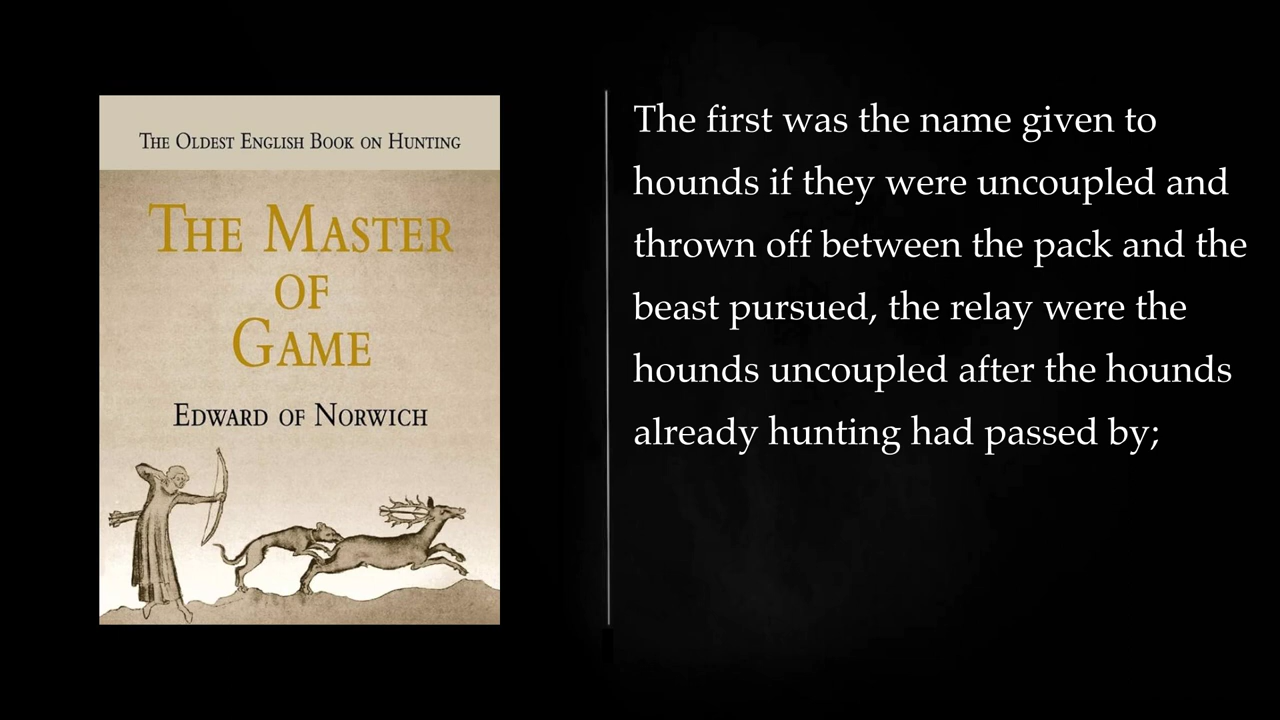 The Oldest English Book on Hunting
The Master
of
Game
Edward of Norwich
The first was the name given to
hounds if they were uncoupled and
thrown off between the pack and the
beast pursued, the relay were the
hounds uncoupled after the hounds
already hunting had passed by;